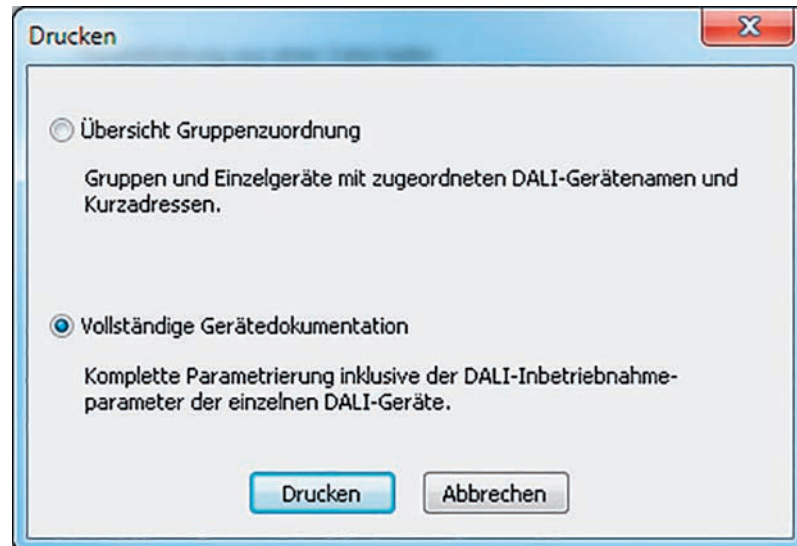 Drucken
Übersicht Gruppenzuordnung
Gruppen und Einzelgeräte mit zugeordneten DALI-Gerätenamen und
Kurzadressen.
Vollständige Gerätedokumentation
Komplette Parametrierung inklusive der DALI-Inbetriebnahme-
parameter der einzelnen DALI-Geräte.
Drucken Abbrechen